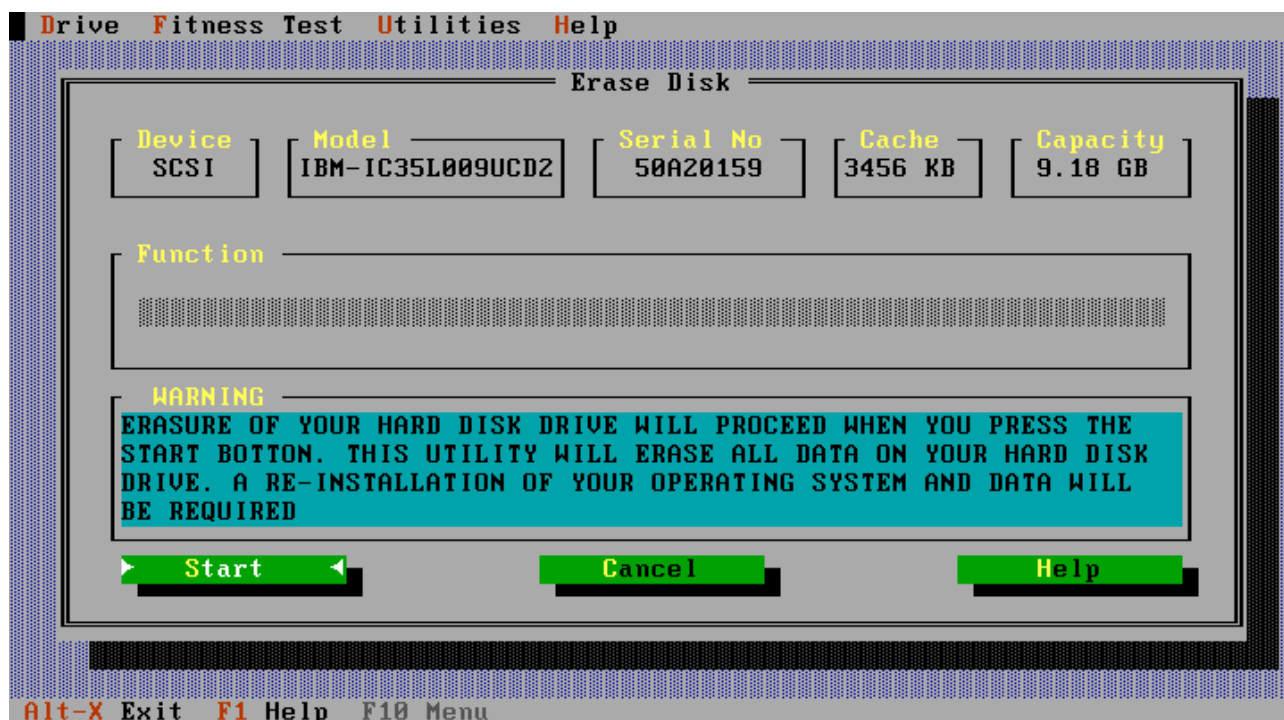 Drive Fitness Test Utilities Help
Erase Disk
Device Model Serial No Cache Capacity
SCSI IBM-IC35L009UCD2 50A20159 3456 KB 9.18 GB
Function
WARNING
ERASURE OF YOUR HARD DISK DRIVE WILL PROCEED WHEN YOU PRESS THE
START BOTTON. THIS UTILITY WILL ERASE ALL DATA ON YOUR HARD DISK
DRIVE. A RE-INSTALLATION OF YOUR OPERATING SYSTEM AND DATA WILL
BE REQUIRED
Start Cancel Help
Alt-X Exit F1 Help F10 Menu